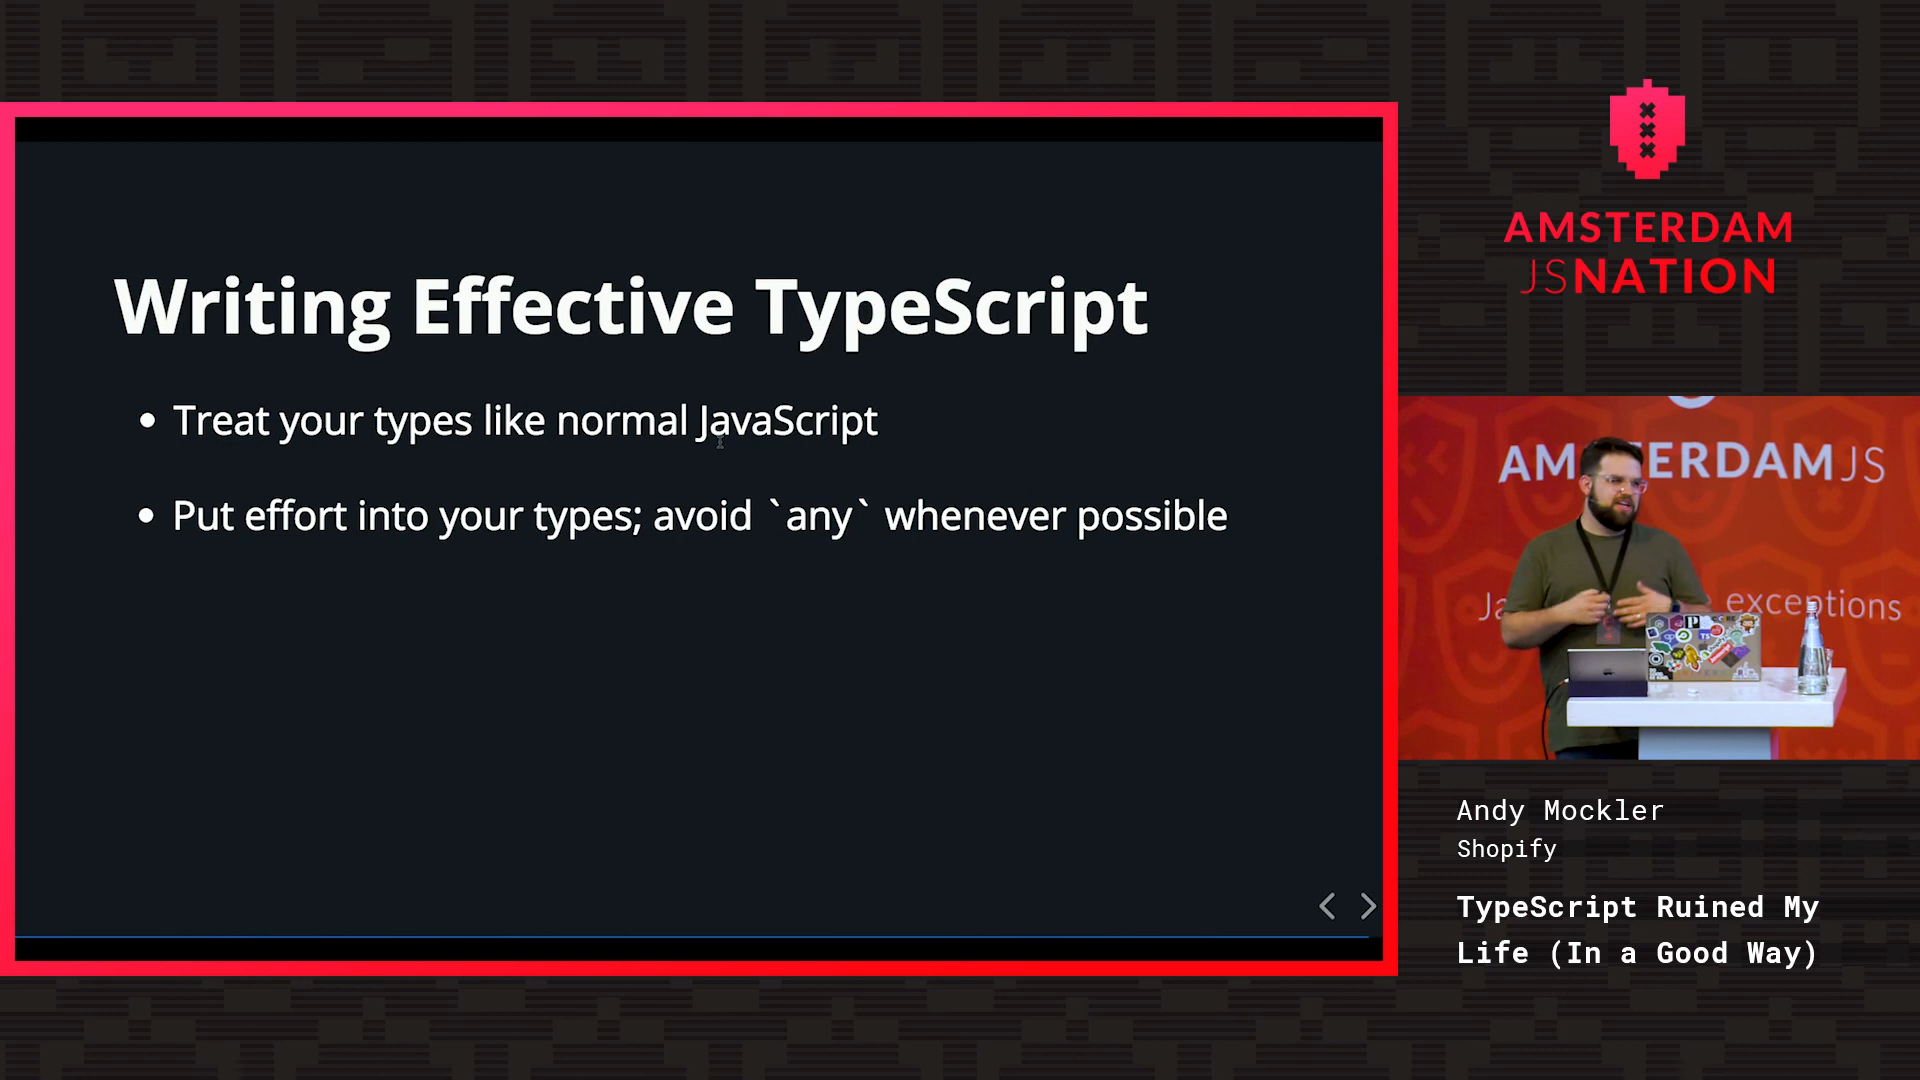 Writing Effective TypeScript
• Treat your types like normal JavaScript
• Put effort into your types; avoid `any` whenever possible
AMSTERDAM
JSNATION
JS
exceptions
Andy Mockler
Shopify
TypeScript Ruined My
Life (In a Good Way)